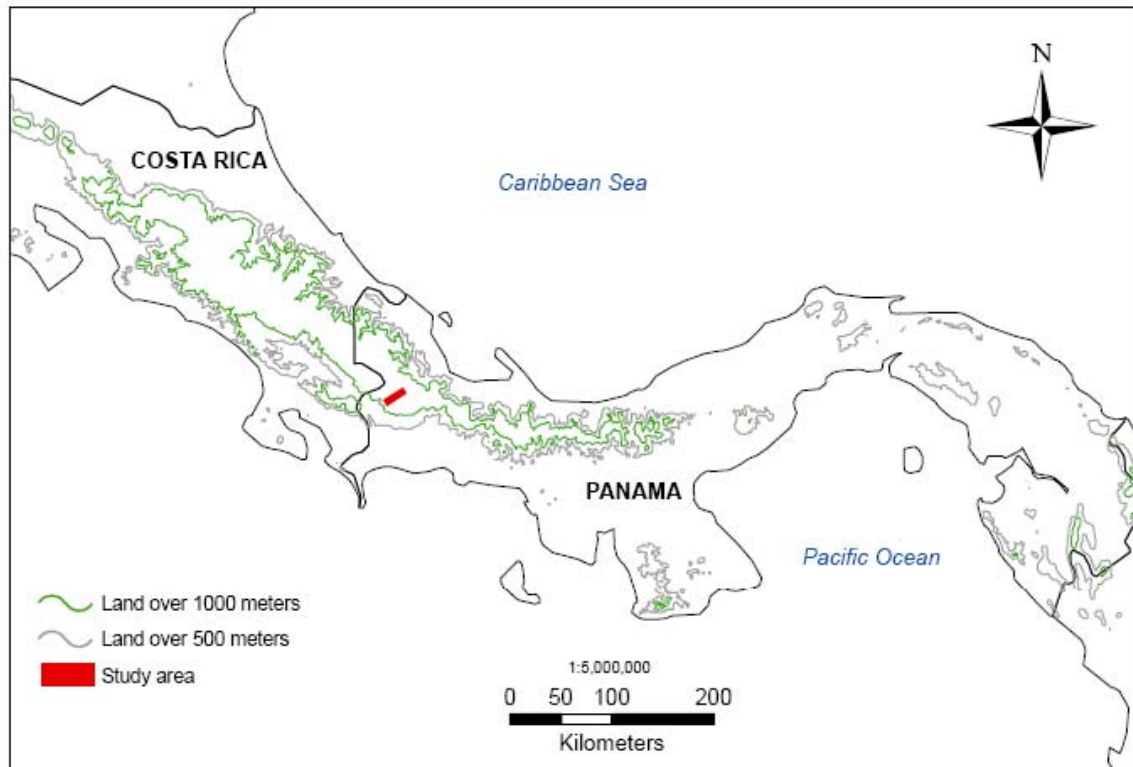 N
COSTA RICA
Caribbean Sea
PANAMA
Pacific Ocean
Land over 1000 meters
Land over 500 meters
Study area
1:5,000,000
0 50 100 200
Kilometers